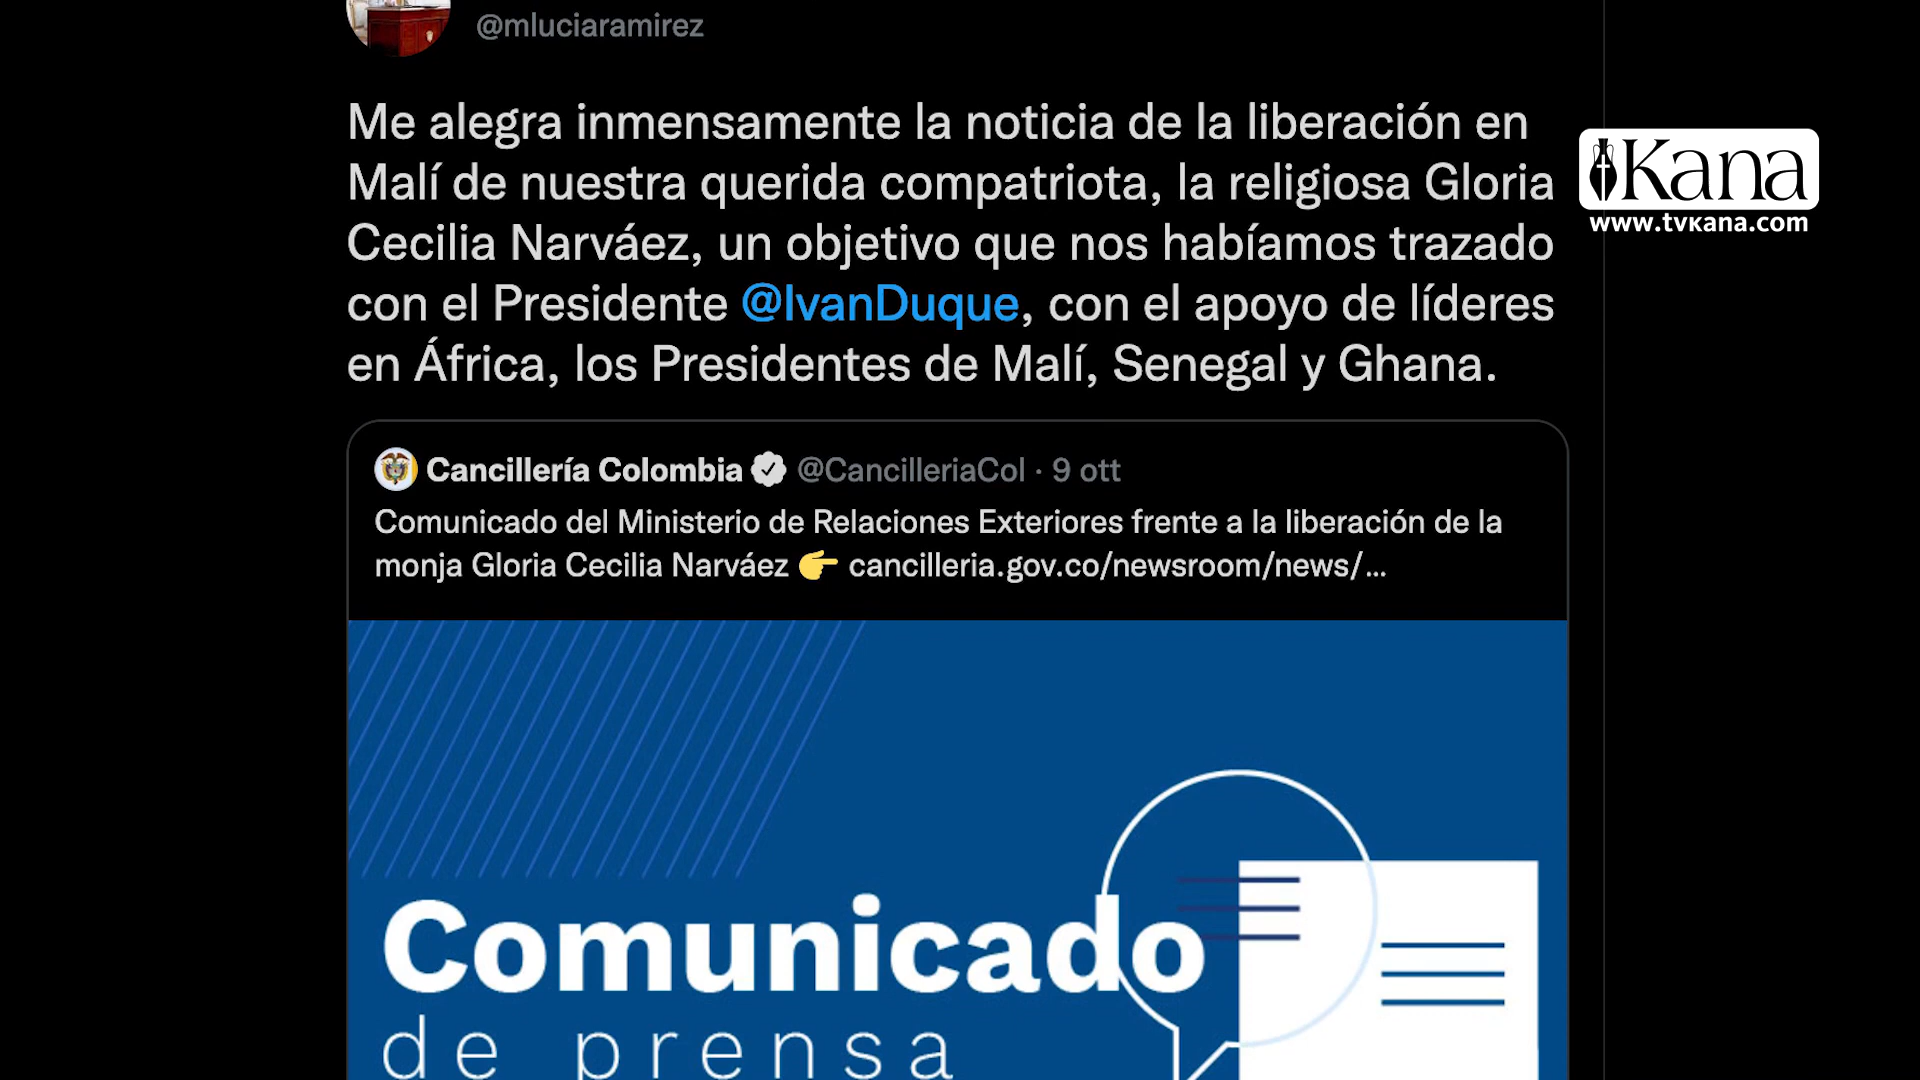 @mluciaramirez
Me alegra inmensamente la noticia de la liberación en
Malí de nuestra querida compatriota, la religiosa Gloria
Cecilia Narváez, un objetivo que nos habíamos trazado
con el Presidente @IvanDuque, con el apoyo de líderes
en África, los Presidentes de Malí, Senegal y Ghana.
Kana
www.tvkana.com
Cancillería Colombia @CancilleriaCol · 9 ott
Comunicado del Ministerio de Relaciones Exteriores frente a la liberación de la
monja Gloria Cecilia Narváez 👉 cancilleria.gov.co/newsroom/news/...
Comunicado
de prensa